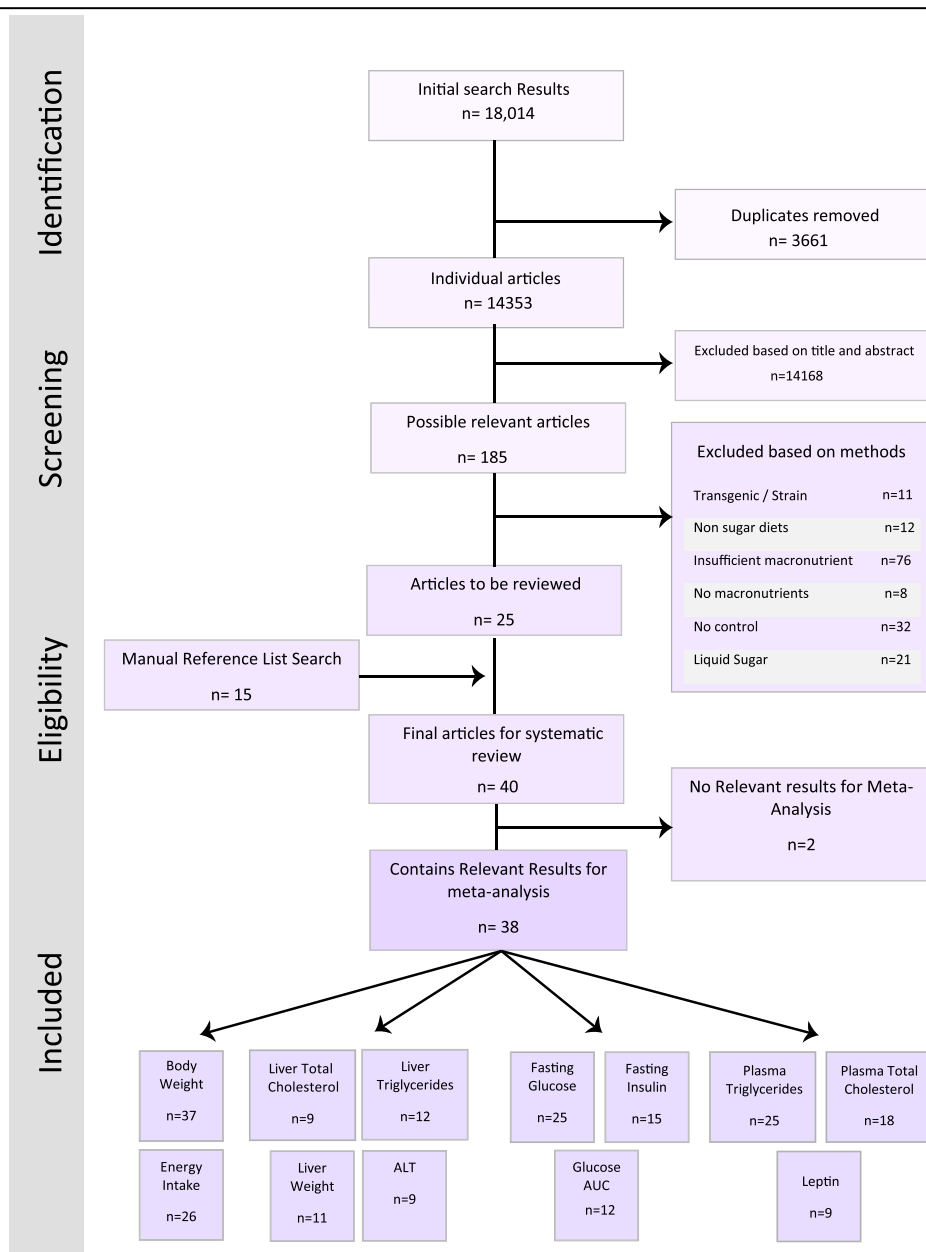 Identification
Initial search Results
n= 18,014
Duplicates removed
n= 3661
Individual articles
n= 14353
Screening
Excluded based on title and abstract
n=14168
Possible relevant articles
n= 185
Excluded based on methods
Transgenic / Strain n=11
Non sugar diets n=12
Insufficient macronutrient n=76
No macronutrients n=8
No control n=32
Liquid Sugar n=21
Articles to be reviewed
n= 25
Eligibility
Manual Reference List Search
n= 15
Final articles for systematic
review
n= 40
No Relevant results for Meta-
Analysis
n=2
Contains Relevant Results for
meta-analysis
n= 38
Included
Body
Weight
n=37
Liver Total
Cholesterol
n=9
Liver
Triglycerides
n=12
Fasting
Glucose
n=25
Fasting
Insulin
n=15
Plasma
Triglycerides
n=25
Plasma Total
Cholesterol
n=18
Energy
Intake
n=26
Liver
Weight
n=11
ALT
n=9
Glucose
AUC
n=12
Leptin
n=9